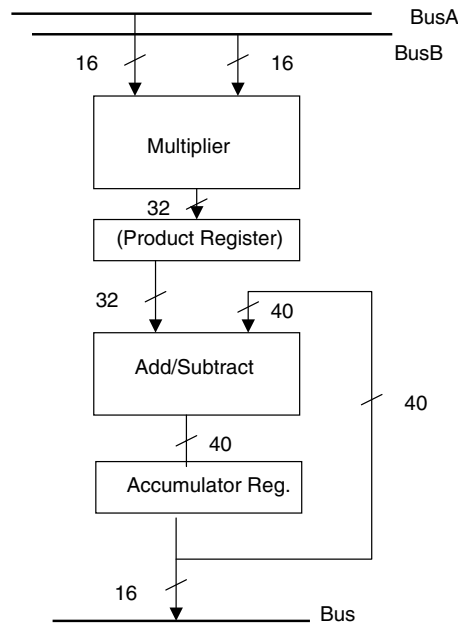 BusA
BusB
16
16
Multiplier
32
(Product Register)
32
40
Add/Subtract
40
40
Accumulator Reg.
16
Bus